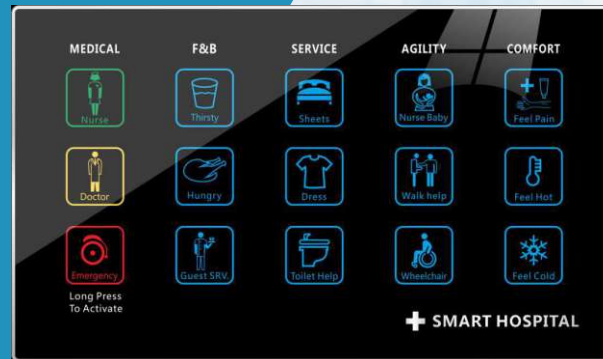 MEDICAL F&B SERVICE AGILITY COMFORT
Nurse Thirsty Sheets Nurse Baby Feel Pain
Doctor Hungry Dress Walk help Feel Hot
Emergency Guest SRV. Toilet Help Wheelchair Feel Cold
Long Press
To Activate
SMART HOSPITAL